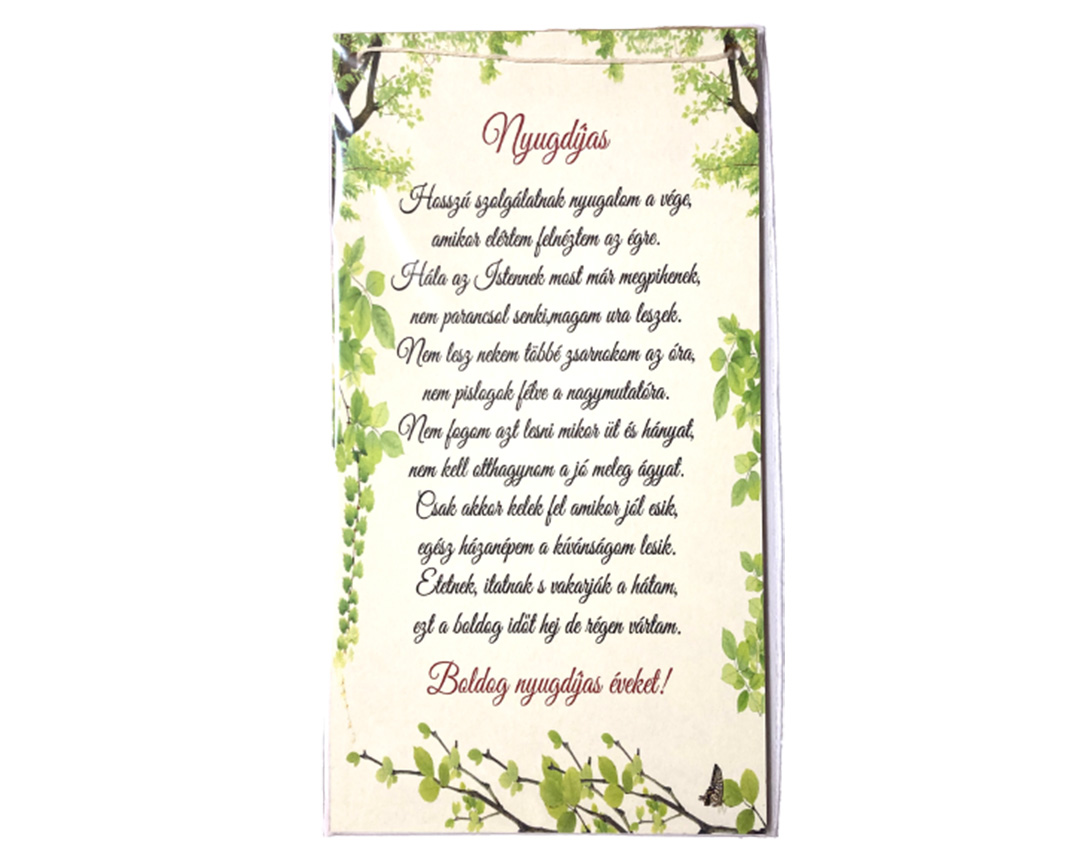 Nyugdíjas
Hosszú szolgálatnak nyugalom a vége,
amikor elértem felnéztem az égre.
Hála az Istennek most már megpihenek,
nem parancsol senki,magam ura leszek.
Nem lesz nekem többé zsarnokom az óra,
nem pislogok félve a nagymutatóra.
Nem fogom azt lesni mikor üt és hányat,
nem kell otthagynom a jó meleg ágyat.
Csak akkor kelek fel amikor jól esik,
egész házanépem a kívánságom lesik.
Etetnek, itatnak s vakarják a hátam,
ezt a boldog időt hej de régen vártam.
Boldog nyugdíjas éveket!